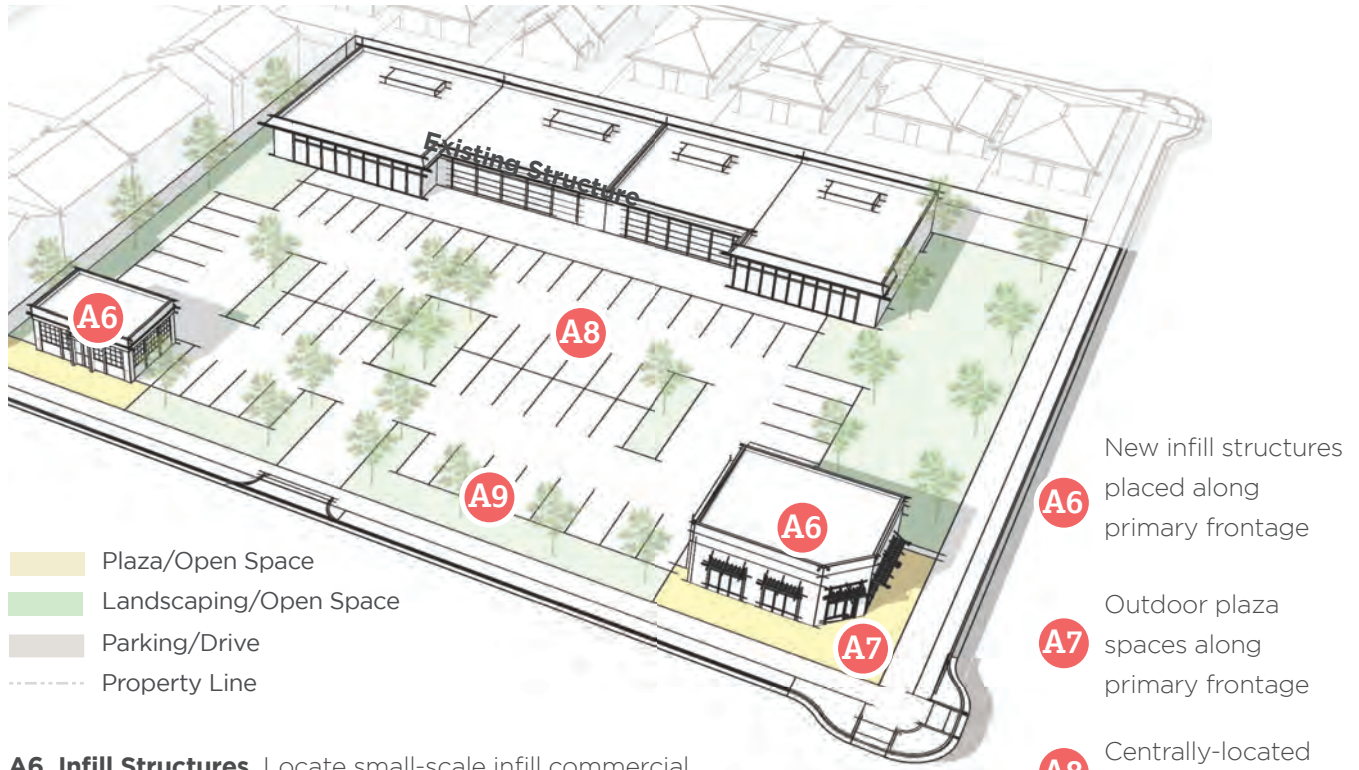 Existing Structure
A6
A8
A9
A6
A7
Plaza/Open Space
Landscaping/Open Space
Parking/Drive
Property Line
A6 New infill structures
placed along
primary frontage
A7 Outdoor plaza
spaces along
primary frontage
A8 Centrally-located
A6 Infill Structures. Locate small-scale infill commercial